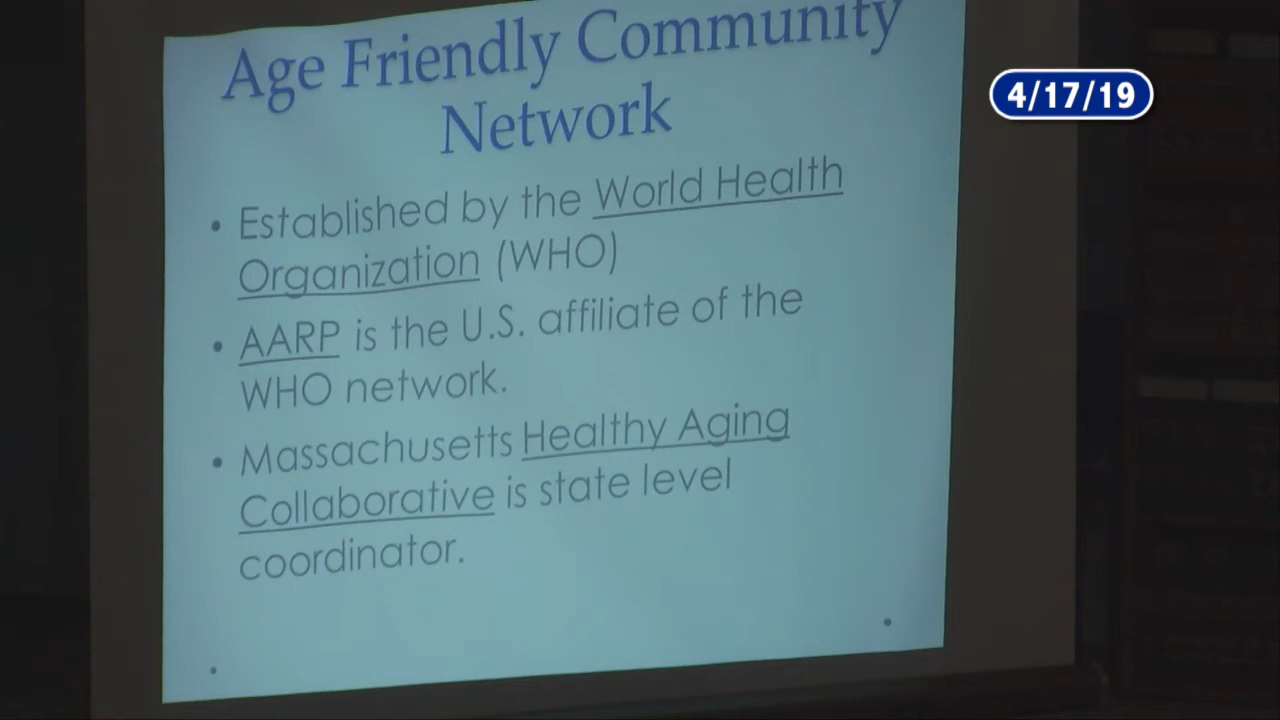 Age Friendly Community
Network
4/17/19
• Established by the World Health
Organization (WHO)
• AARP is the U.S. affiliate of the
WHO network.
• Massachusetts Healthy Aging
Collaborative is state level
coordinator.